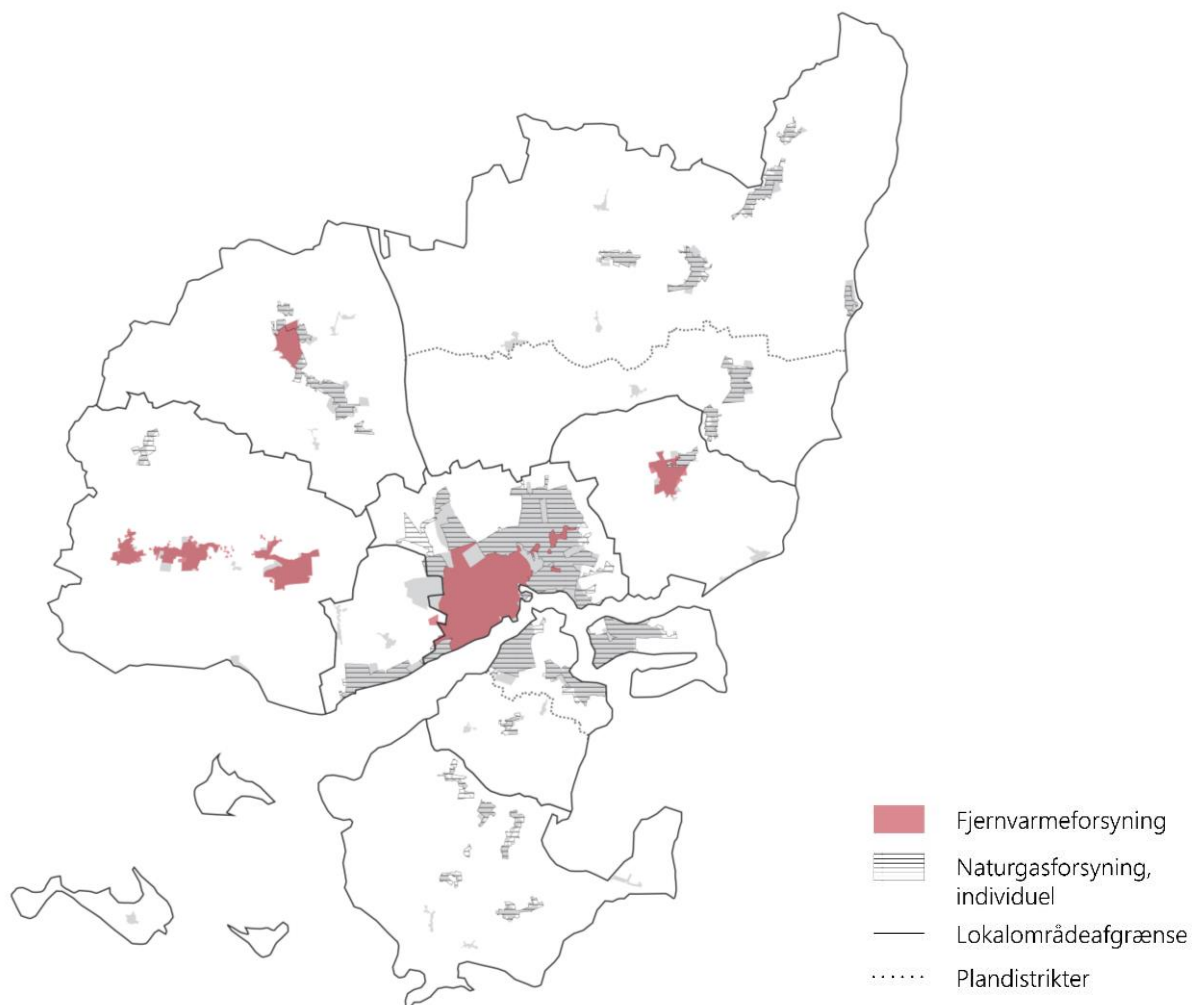 Fjernvarmeforsyning
Naturgasforsyning,
individuel
Lokalområdeafgrænse
Plandistrikter